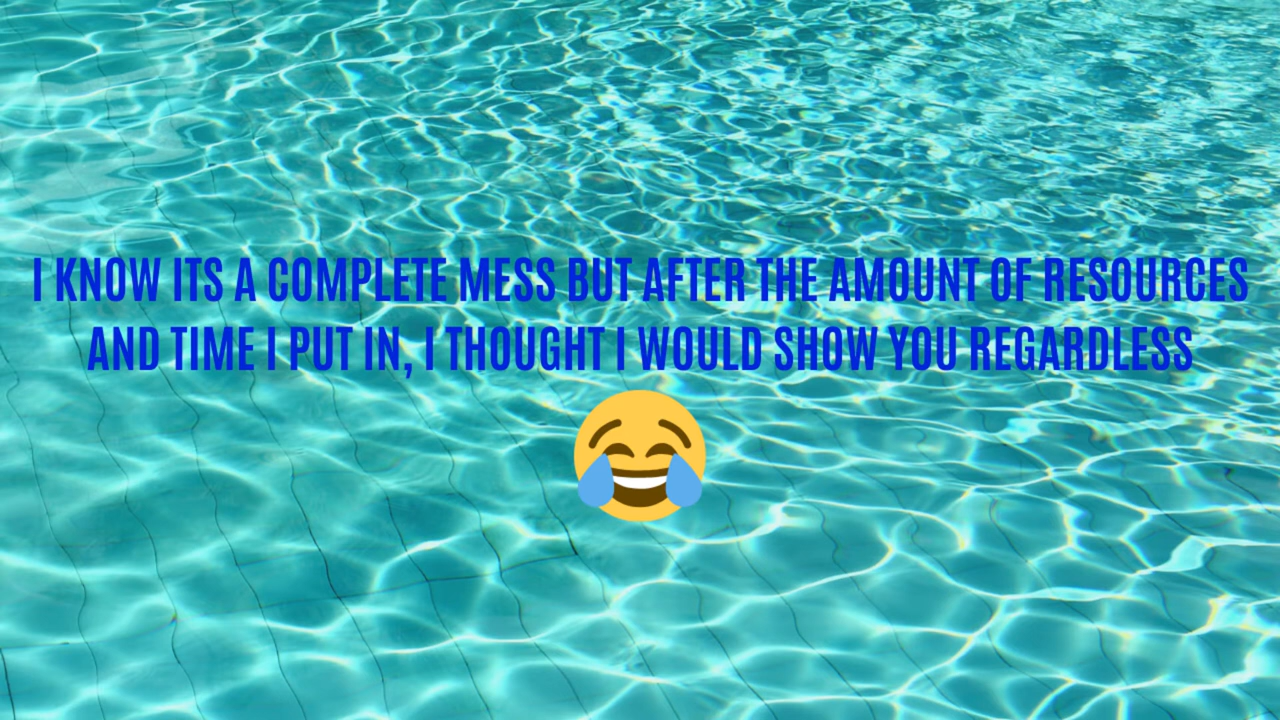 I KNOW ITS A COMPLETE MESS BUT AFTER THE AMOUNT OF RESOURCES
AND TIME I PUT IN, I THOUGHT I WOULD SHOW YOU REGARDLESS